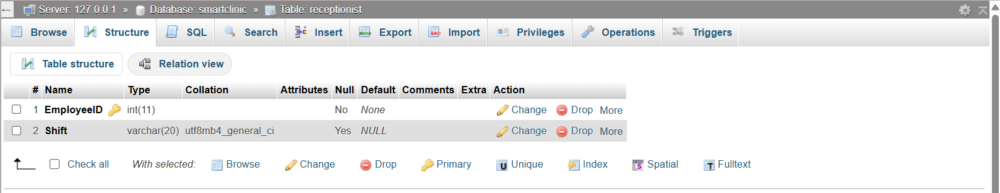 ← Server: 127.0.0.1 » Database: smartclinic » Table: receptionist
Browse Structure SQL Search Insert Export Import Privileges Operations Triggers
Table structure Relation view
# Name Type Collation Attributes Null Default Comments Extra Action
1 EmployeeID int(11) No None Change Drop More
2 Shift varchar(20) utf8mb4_general_ci Yes NULL Change Drop More
Check all With selected: Browse Change Drop Primary U Unique Index S Spatial T Fulltext